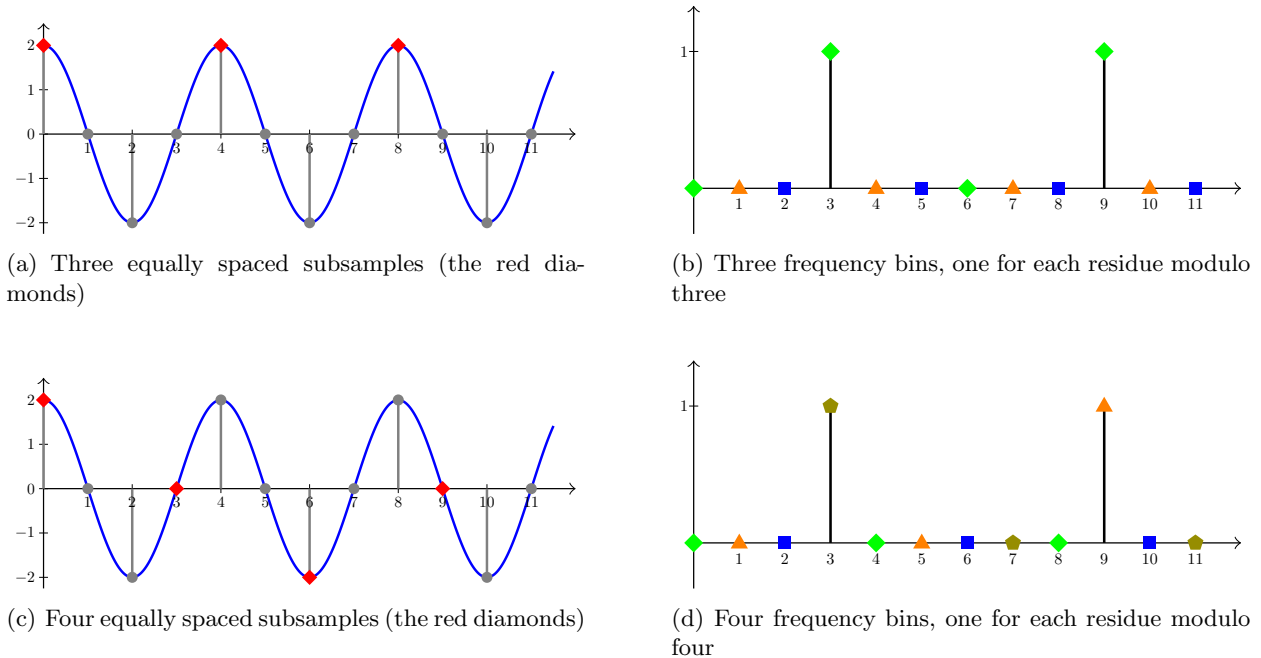 2
1
0
−1
−2
1 2 3 4 5 6 7 8 9 10 11
(a) Three equally spaced subsamples (the red dia-
monds)
1
1 2 3 4 5 6 7 8 9 10 11
(b) Three frequency bins, one for each residue modulo
three
2
1
0
−1
−2
1 2 3 4 5 6 7 8 9 10 11
(c) Four equally spaced subsamples (the red diamonds)
1
1 2 3 4 5 6 7 8 9 10 11
(d) Four frequency bins, one for each residue modulo
four